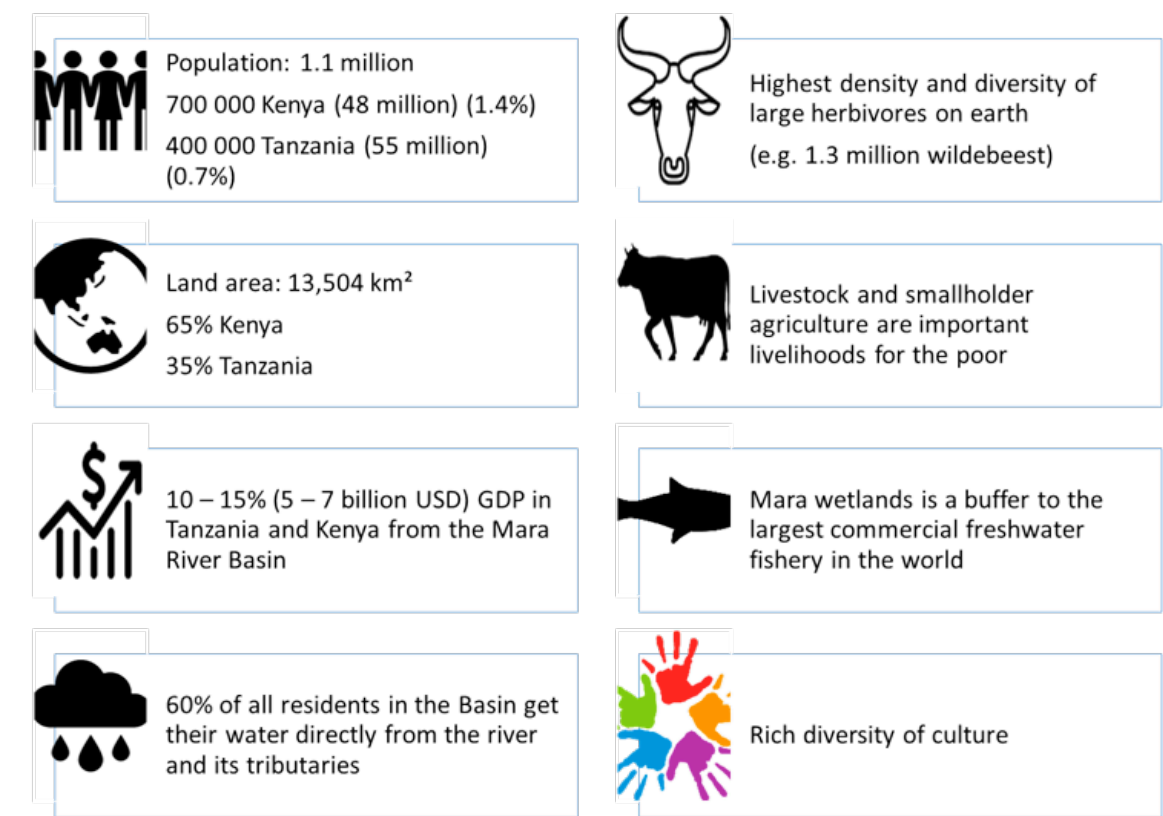 Population: 1.1 million
700 000 Kenya (48 million) (1.4%)
400 000 Tanzania (55 million)
(0.7%)
Highest density and diversity of
large herbivores on earth
(e.g. 1.3 million wildebeest)
Land area: 13,504 km²
65% Kenya
35% Tanzania
Livestock and smallholder
agriculture are important
livelihoods for the poor
10 – 15% (5 – 7 billion USD) GDP in
Tanzania and Kenya from the Mara
River Basin
Mara wetlands is a buffer to the
largest commercial freshwater
fishery in the world
60% of all residents in the Basin get
their water directly from the river
and its tributaries
Rich diversity of culture